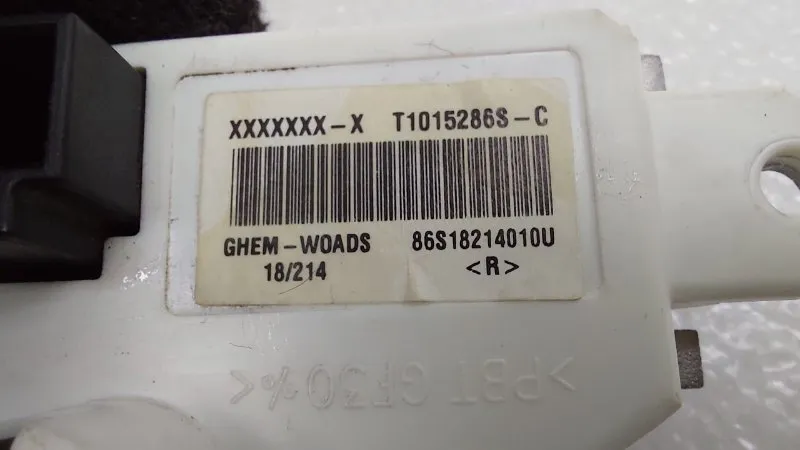 XXXXXXX-X T1015286S-C
GHEM-WOADS 86S18214010U
18/214 <R>
>PBT GF30%<